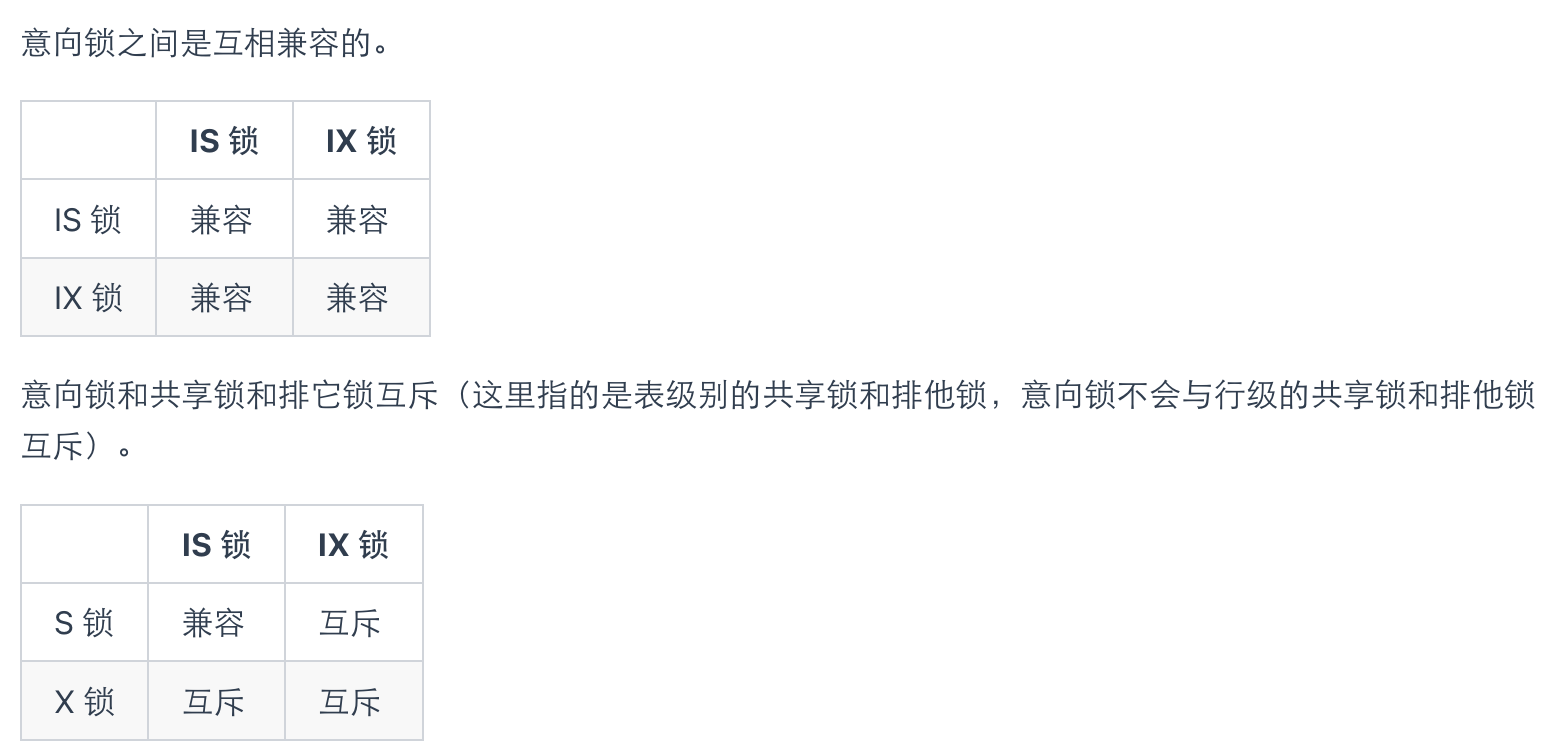 意向锁之间是互相兼容的。
IS 锁 IX 锁
IS 锁 兼容 兼容
IX 锁 兼容 兼容
意向锁和共享锁和排它锁互斥（这里指的是表级别的共享锁和排他锁，意向锁不会与行级的共享锁和排他锁
互斥）。
IS 锁 IX 锁
S 锁 兼容 互斥
X 锁 互斥 互斥